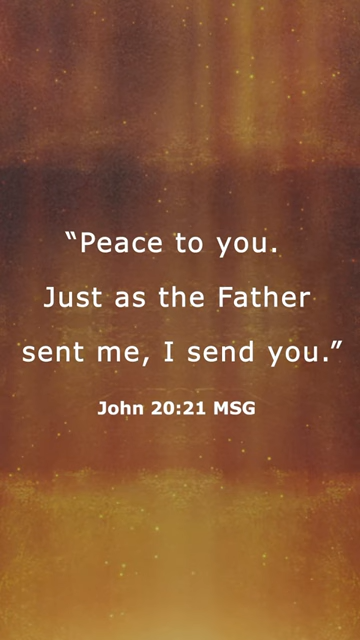 “Peace to you.
Just as the Father
sent me, I send you.”
John 20:21 MSG